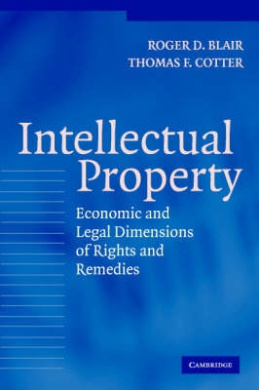 ROGER D. BLAIR
THOMAS F. COTTER
Intellectual
Property
Economic and
Legal Dimensions
of Rights and
Remedies
CAMBRIDGE